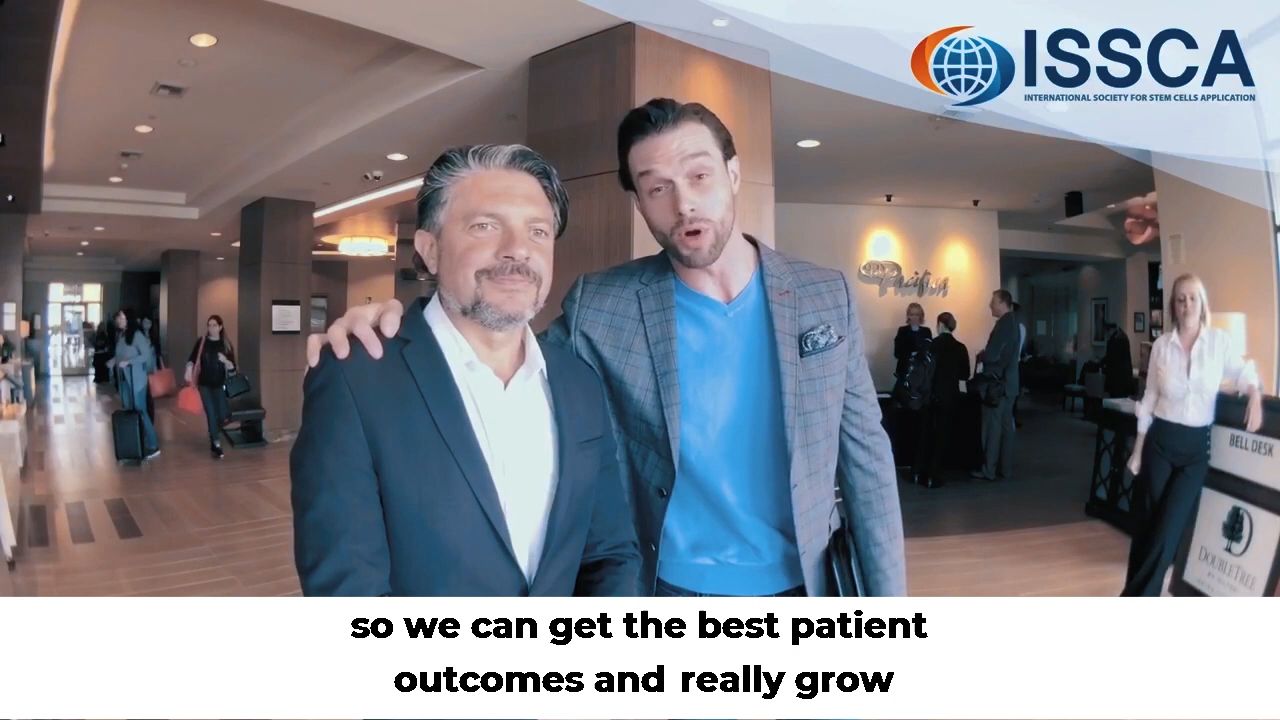 ISSCA
INTERNATIONAL SOCIETY FOR STEM CELLS APPLICATION
Pacifica
BELL DESK
DOUBLETREE
so we can get the best patient
outcomes and really grow